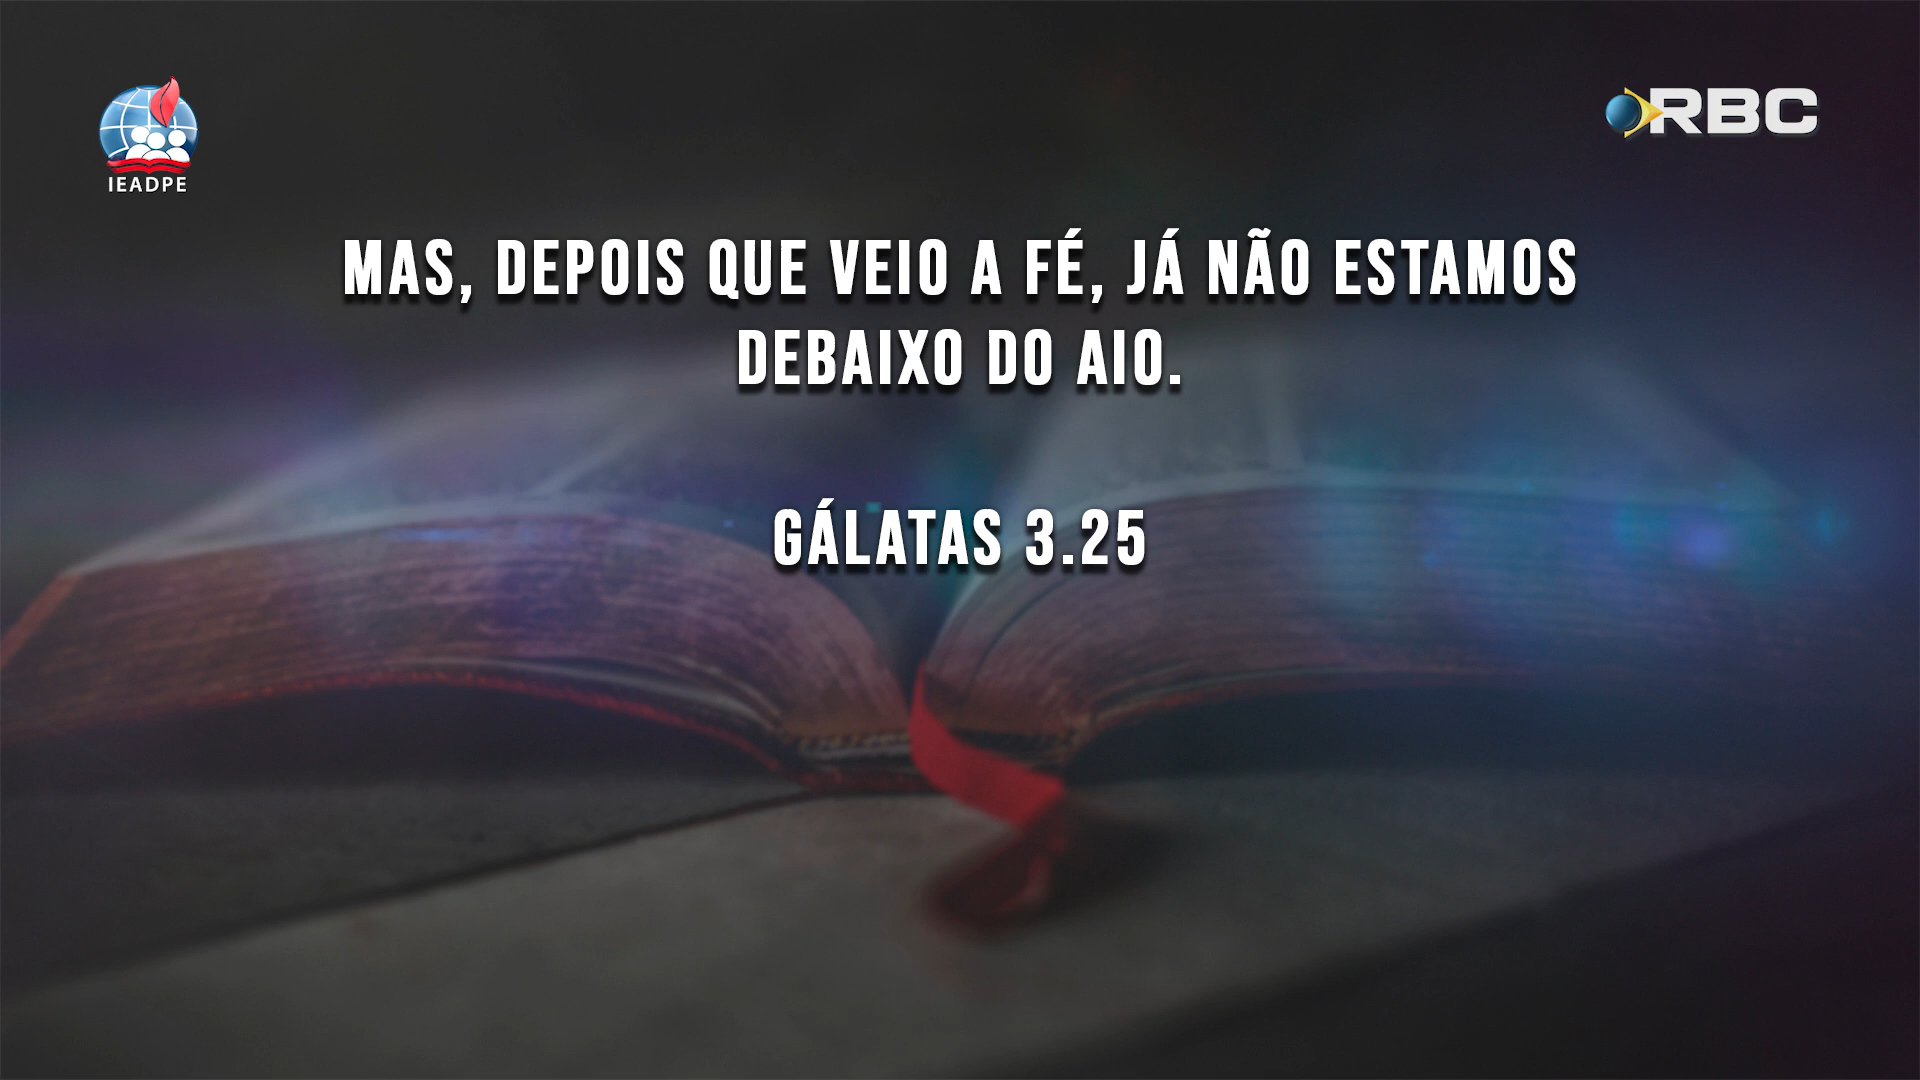 IEADPE
RBC
MAS, DEPOIS QUE VEIO A FÉ, JÁ NÃO ESTAMOS
DEBAIXO DO AIO.
GÁLATAS 3.25